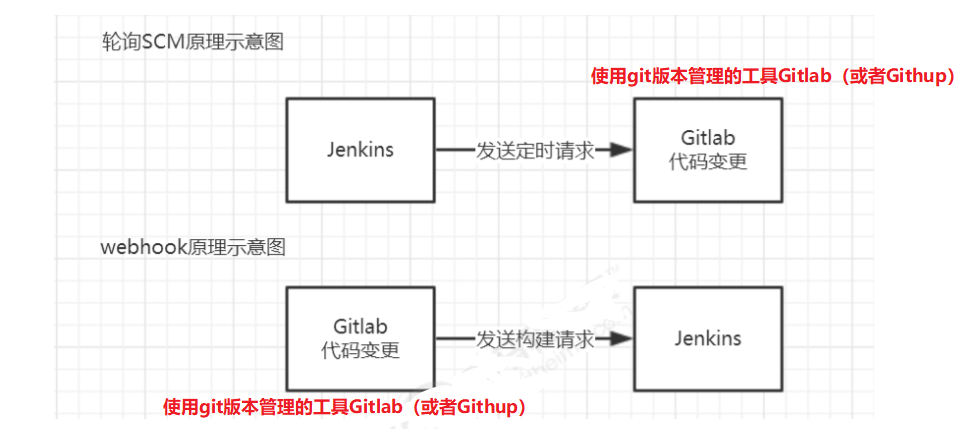 轮询SCM原理示意图
使用git版本管理的工具Gitlab（或者Githup）
Jenkins
发送定时请求
Gitlab
代码变更
webhook原理示意图
Gitlab
代码变更
发送构建请求
Jenkins
使用git版本管理的工具Gitlab（或者Githup）